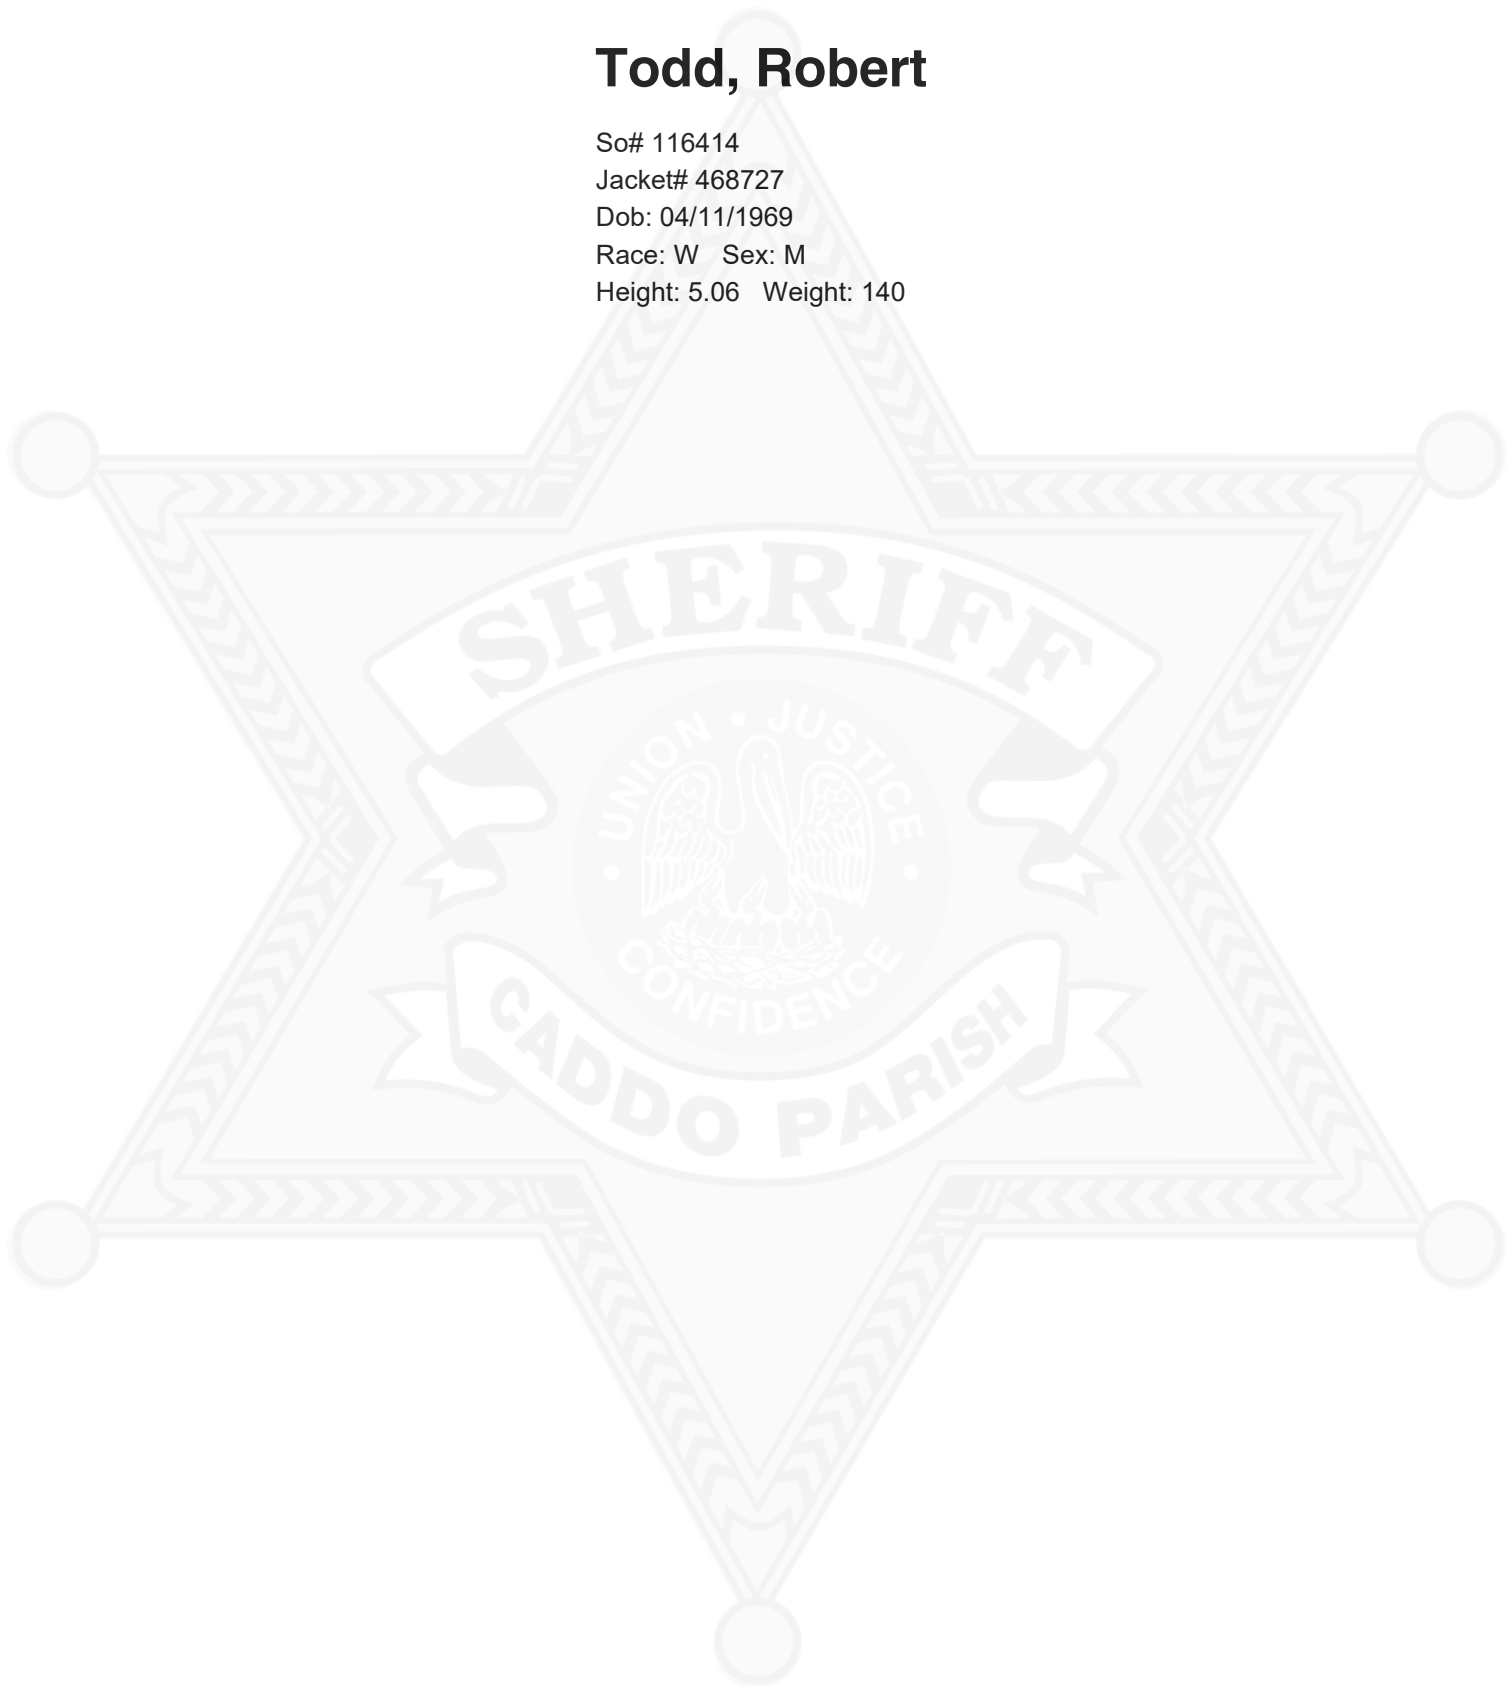 Todd, Robert
So# 116414
Jacket# 468727
Dob: 04/11/1969
Race: W   Sex: M
Height: 5.06   Weight: 140
SHERIFF
UNION • JUSTICE
CONFIDENCE
CADDO PARISH